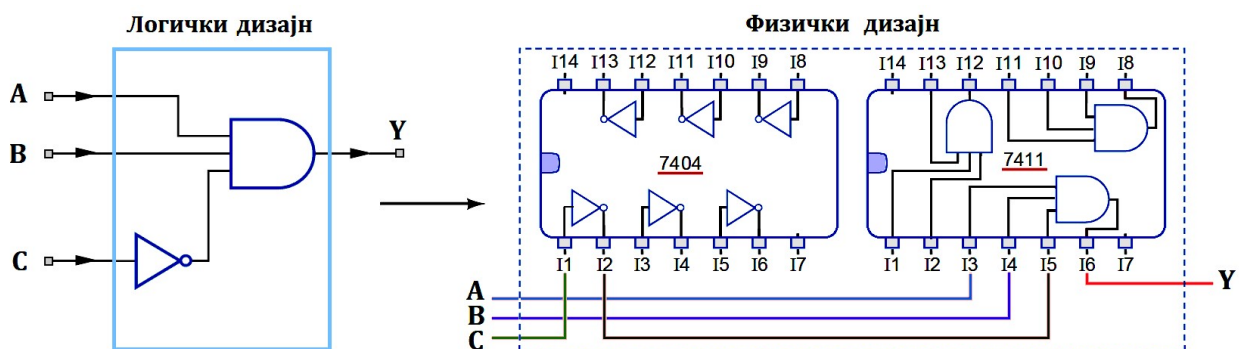 Логички дизајн
A
B
C
Y
Физички дизајн
I14 I13 I12 I11 I10 I9 I8
7404
I1 I2 I3 I4 I5 I6 I7
I14 I13 I12 I11 I10 I9 I8
7411
I1 I2 I3 I4 I5 I6 I7
A
B
C
Y